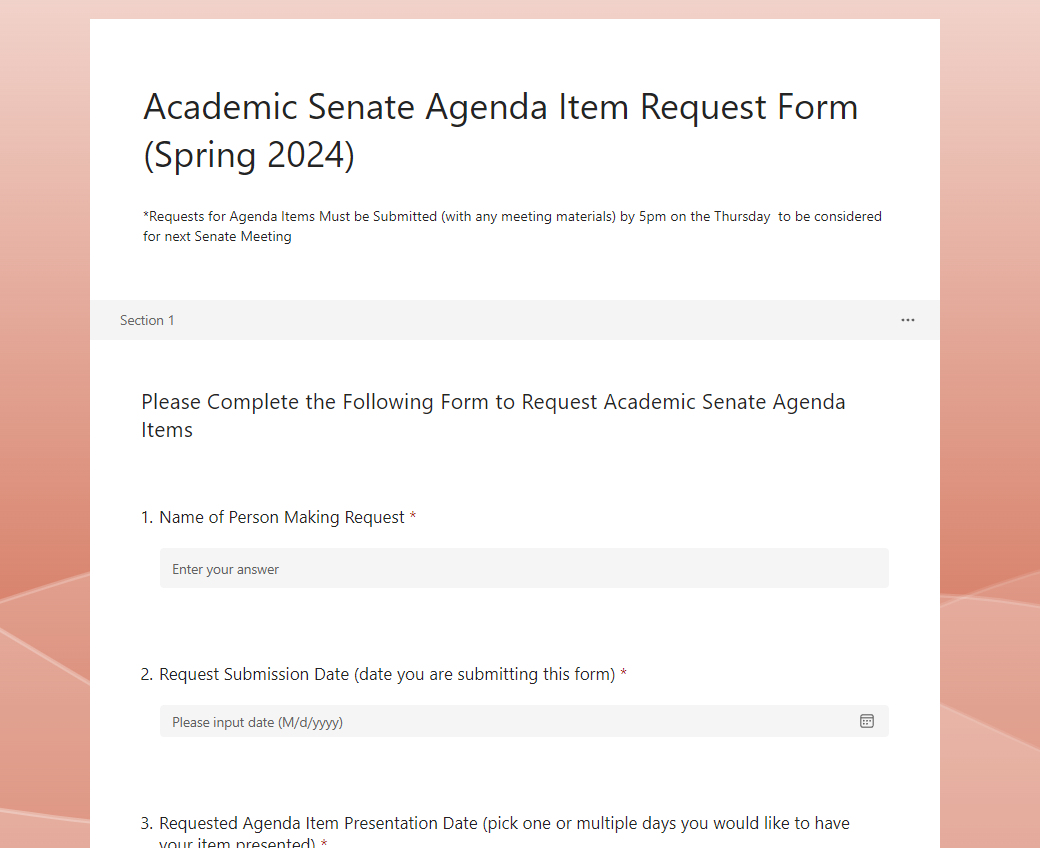 Academic Senate Agenda Item Request Form
(Spring 2024)
*Requests for Agenda Items Must be Submitted (with any meeting materials) by 5pm on the Thursday  to be considered
for next Senate Meeting
Section 1
...
Please Complete the Following Form to Request Academic Senate Agenda
Items
1. Name of Person Making Request *
Enter your answer
2. Request Submission Date (date you are submitting this form) *
Please input date (M/d/yyyy)
3. Requested Agenda Item Presentation Date (pick one or multiple days you would like to have
your item presented) *